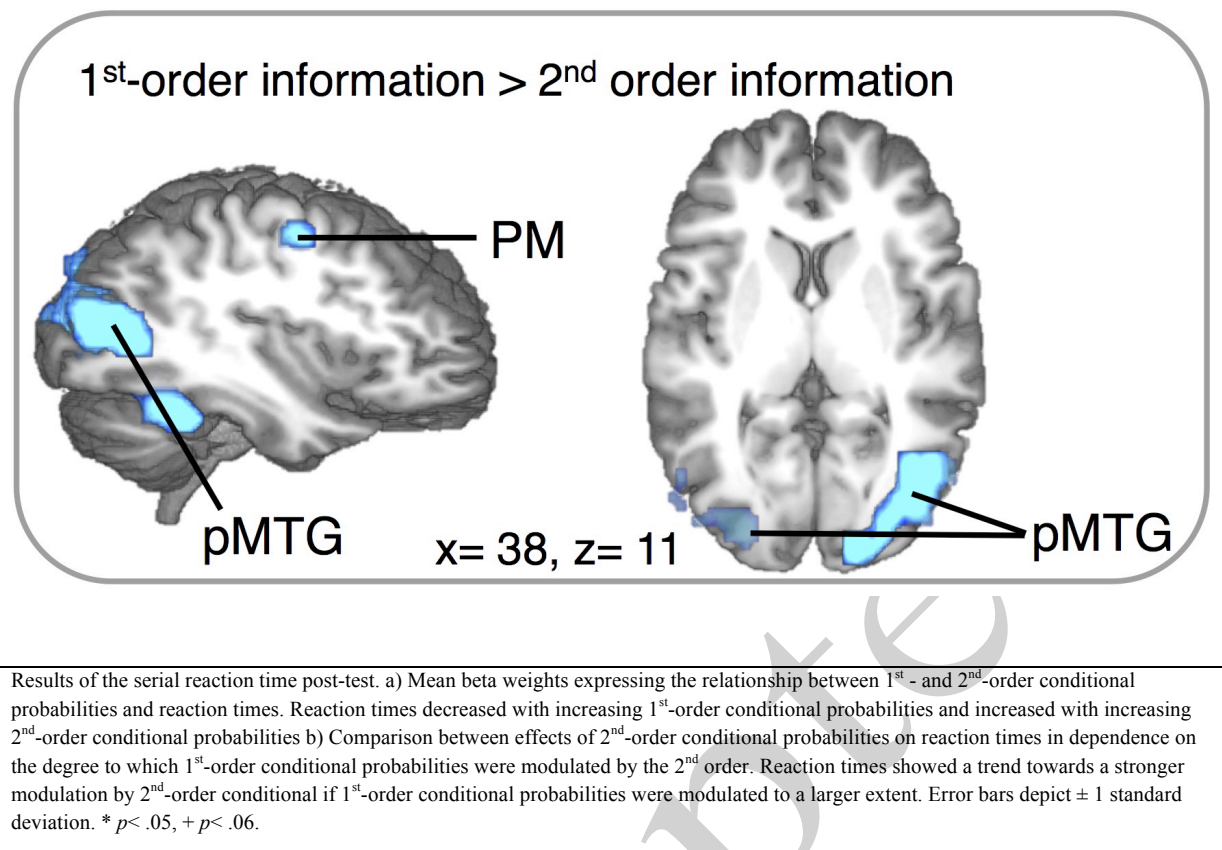 1st-order information > 2nd order information
PM
pMTG
x= 38, z= 11
pMTG
Results of the serial reaction time post-test. a) Mean beta weights expressing the relationship between 1st - and 2nd-order conditional
probabilities and reaction times. Reaction times decreased with increasing 1st-order conditional probabilities and increased with increasing
2nd-order conditional probabilities b) Comparison between effects of 2nd-order conditional probabilities on reaction times in dependence on
the degree to which 1st-order conditional probabilities were modulated by the 2nd order. Reaction times showed a trend towards a stronger
modulation by 2nd-order conditional if 1st-order conditional probabilities were modulated to a larger extent. Error bars depict ± 1 standard
deviation. * p< .05, + p< .06.